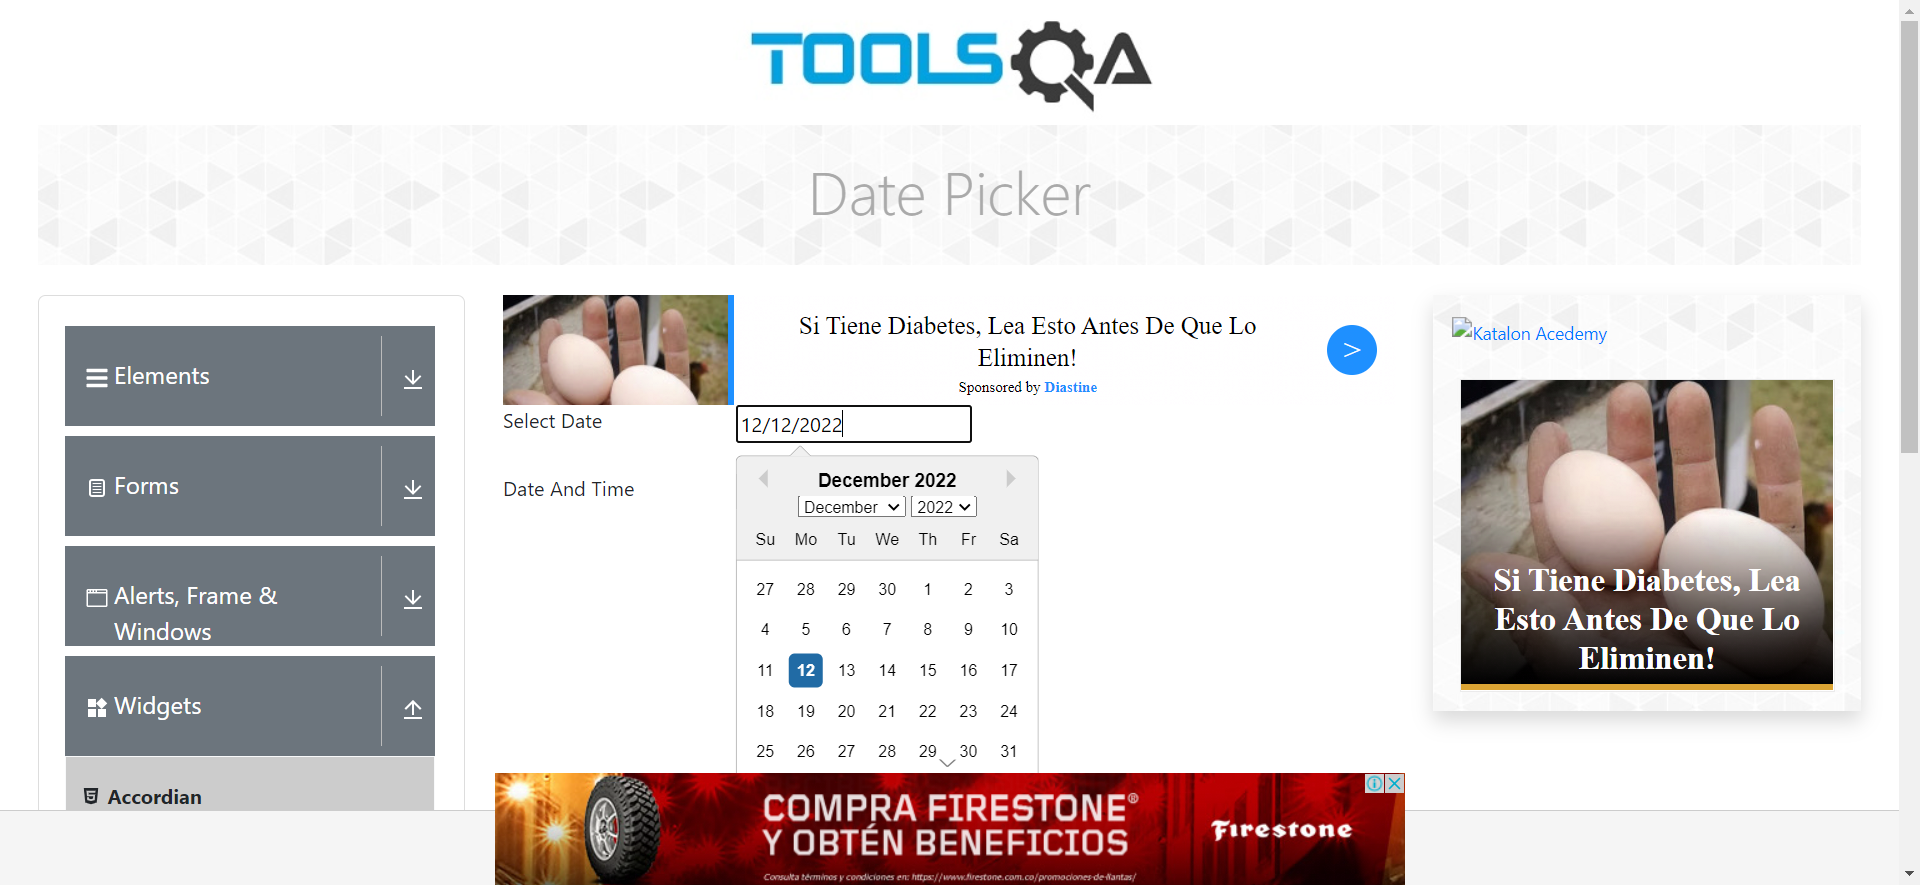 TOOLSQA
Date Picker
Elements
Forms
Alerts, Frame &
Windows
Widgets
Accordian
Si Tiene Diabetes, Lea Esto Antes De Que Lo
Eliminen!
Sponsored by Diastine
>
Select Date
12/12/2022
Date And Time
December 2022
December 2022
Su Mo Tu We Th Fr Sa
27 28 29 30 1 2 3
4 5 6 7 8 9 10
11 12 13 14 15 16 17
18 19 20 21 22 23 24
25 26 27 28 29 30 31
Katalon Acedemy
Si Tiene Diabetes, Lea
Esto Antes De Que Lo
Eliminen!
COMPRA FIRESTONE®
Y OBTÉN BENEFICIOS
Firestone
Consulta términos y condiciones en: https://www.firestone.com.co/promociones-de-llantas/